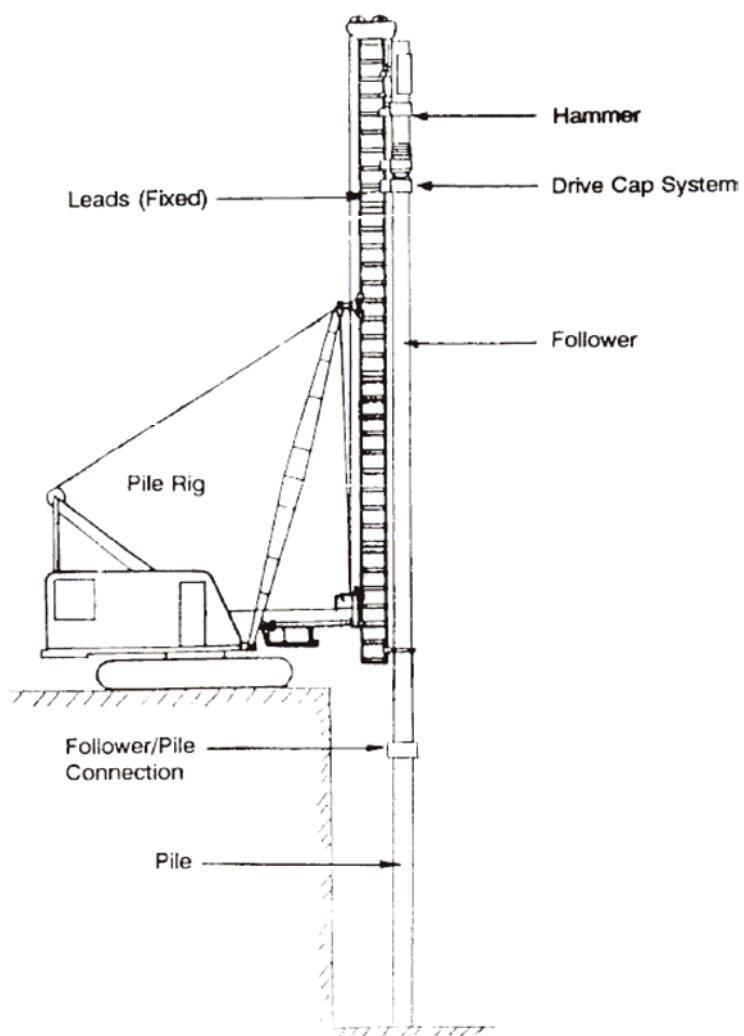 Hammer
Leads (Fixed)
Drive Cap System
Follower
Pile Rig
Follower/Pile
Connection
Pile